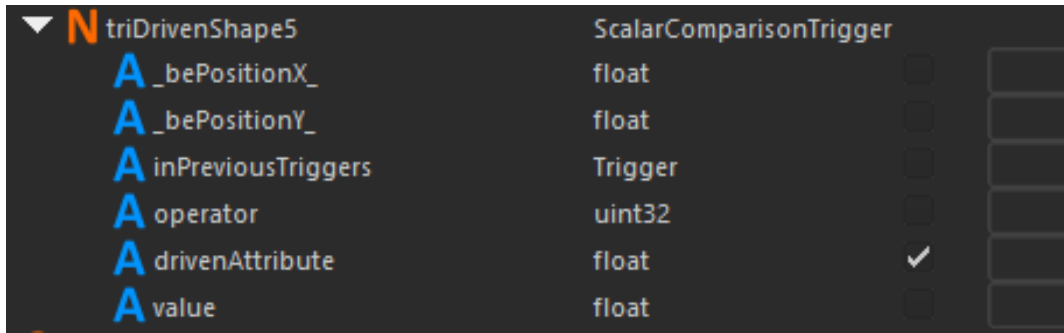 N triDrivenShape5 ScalarComparisonTrigger
A _bePositionX_ float
A _bePositionY_ float
A inPreviousTriggers Trigger
A operator uint32
A drivenAttribute float
A value float